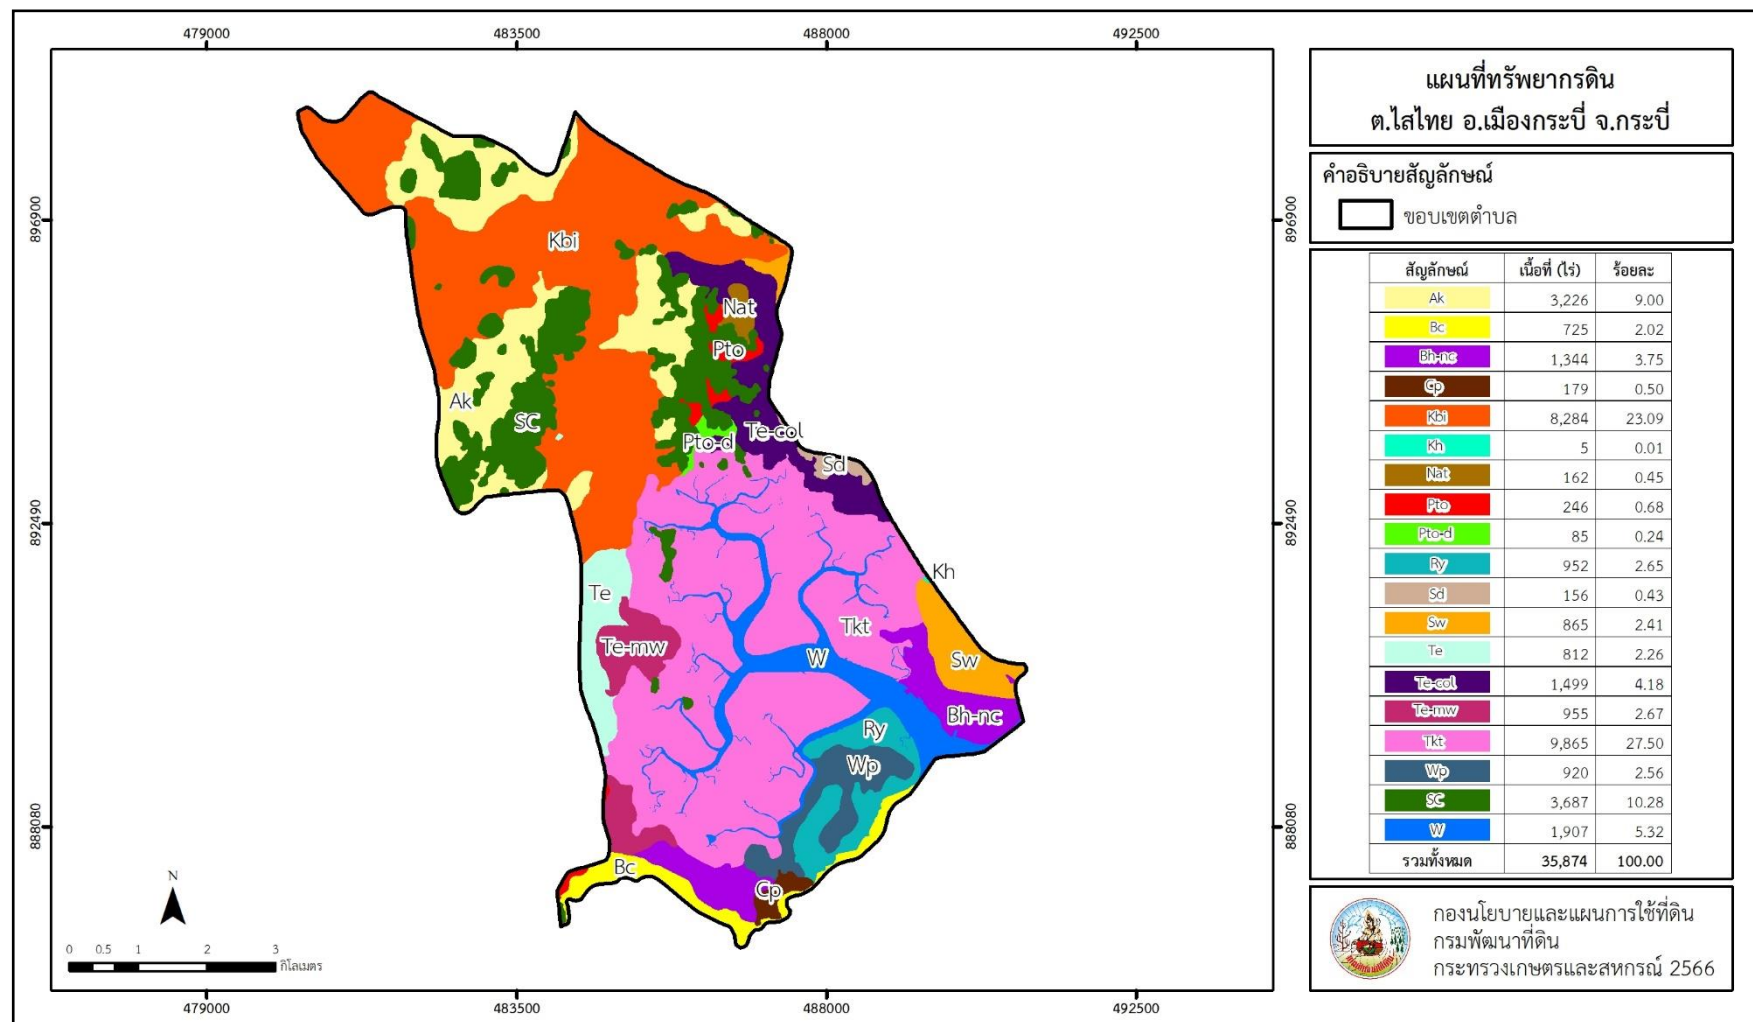 479000 483500 488000 492500
896900 896900
892490 892490
888080 888080
479000 483500 488000 492500
Kbi
Nat
Pto
Ak
SC
Te-col
Pto-d
Sd
Kh
Te
Tkt
Te-mw
W
Sw
Bh-nc
Ry
Wp
Bc
Cp
N
0 0.5 1 2 3
กิโลเมตร
แผนที่ทรัพยากรดิน
ต.ไสไทย อ.เมืองกระบี่ จ.กระบี่
คำอธิบายสัญลักษณ์
ขอบเขตตำบล
สัญลักษณ์ เนื้อที่ (ไร่) ร้อยละ
Ak 3,226 9.00
Bc 725 2.02
Bh-nc 1,344 3.75
Cp 179 0.50
Kbi 8,284 23.09
Kh 5 0.01
Nat 162 0.45
Pto 246 0.68
Pto-d 85 0.24
Ry 952 2.65
Sd 156 0.43
Sw 865 2.41
Te 812 2.26
Te-col 1,499 4.18
Te-mw 955 2.67
Tkt 9,865 27.50
Wp 920 2.56
SC 3,687 10.28
W 1,907 5.32
รวมทั้งหมด 35,874 100.00
กองนโยบายและแผนการใช้ที่ดิน
กรมพัฒนาที่ดิน
กระทรวงเกษตรและสหกรณ์ 2566